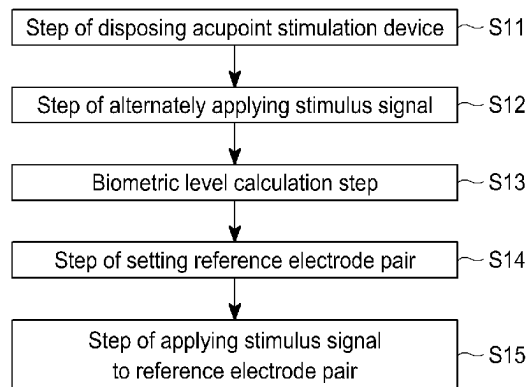 Step of disposing acupoint stimulation device S11
Step of alternately applying stimulus signal S12
Biometric level calculation step S13
Step of setting reference electrode pair S14
Step of applying stimulus signal
to reference electrode pair S15